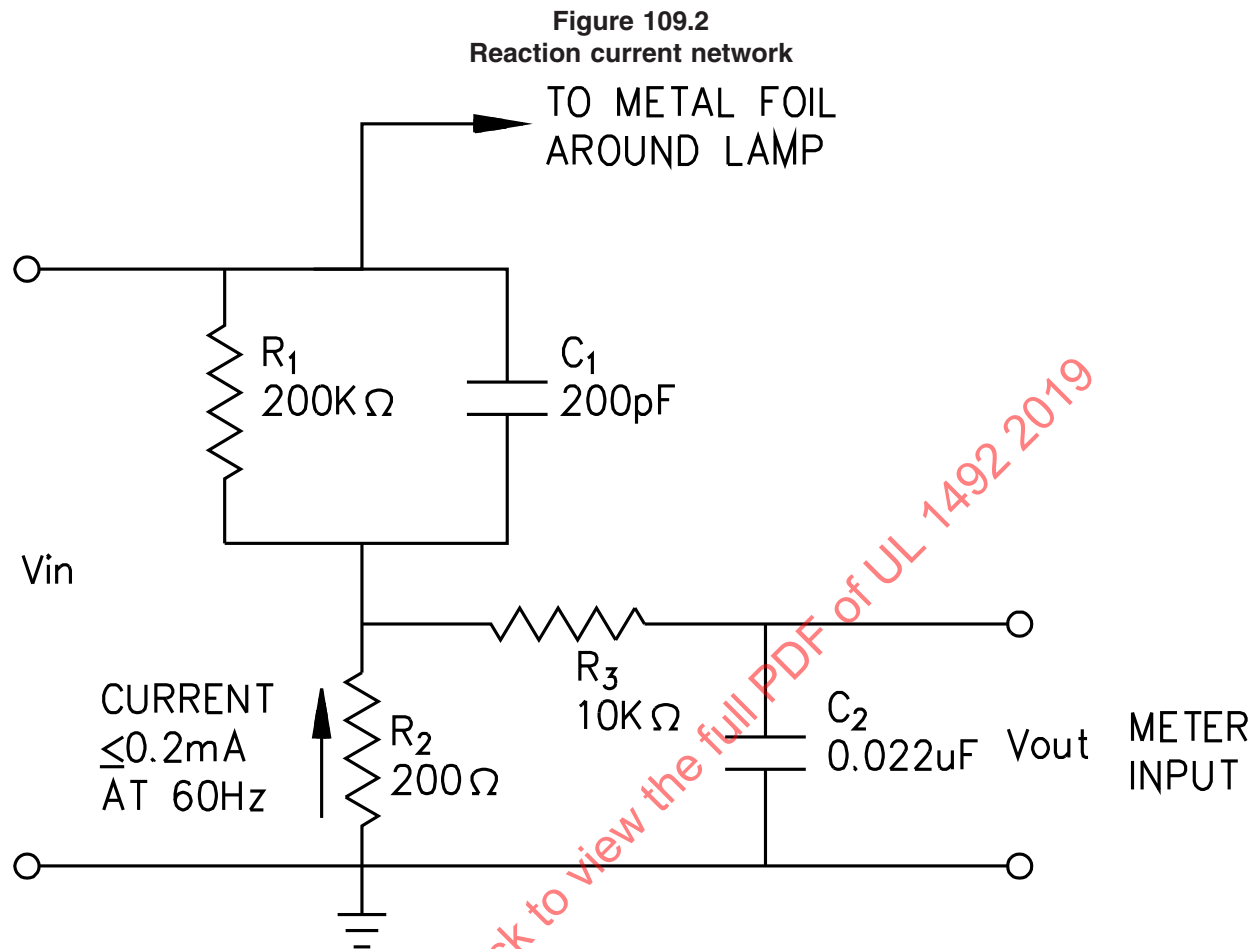 Figure 109.2
Reaction current network
TO METAL FOIL
AROUND LAMP
R1
200KΩ
C1
200pF
Vin
R3
10KΩ
CURRENT
≤0.2mA
AT 60Hz
R2
200Ω
C2
0.022uF
Vout
METER
INPUT
ck to view the full PDF of UL 1492 2019